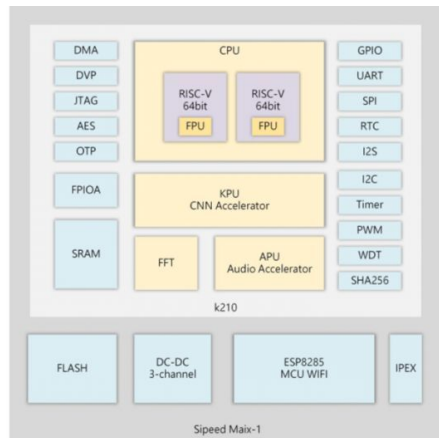 DMA
DVP
JTAG
AES
OTP
FPIOA
SRAM
CPU
RISC-V
64bit
FPU
RISC-V
64bit
FPU
KPU
CNN Accelerator
FFT
APU
Audio Accelerator
GPIO
UART
SPI
RTC
I2S
I2C
Timer
PWM
WDT
SHA256
k210
FLASH
DC-DC
3-channel
ESP8285
MCU WIFI
IPEX
Sipeed Maix-1